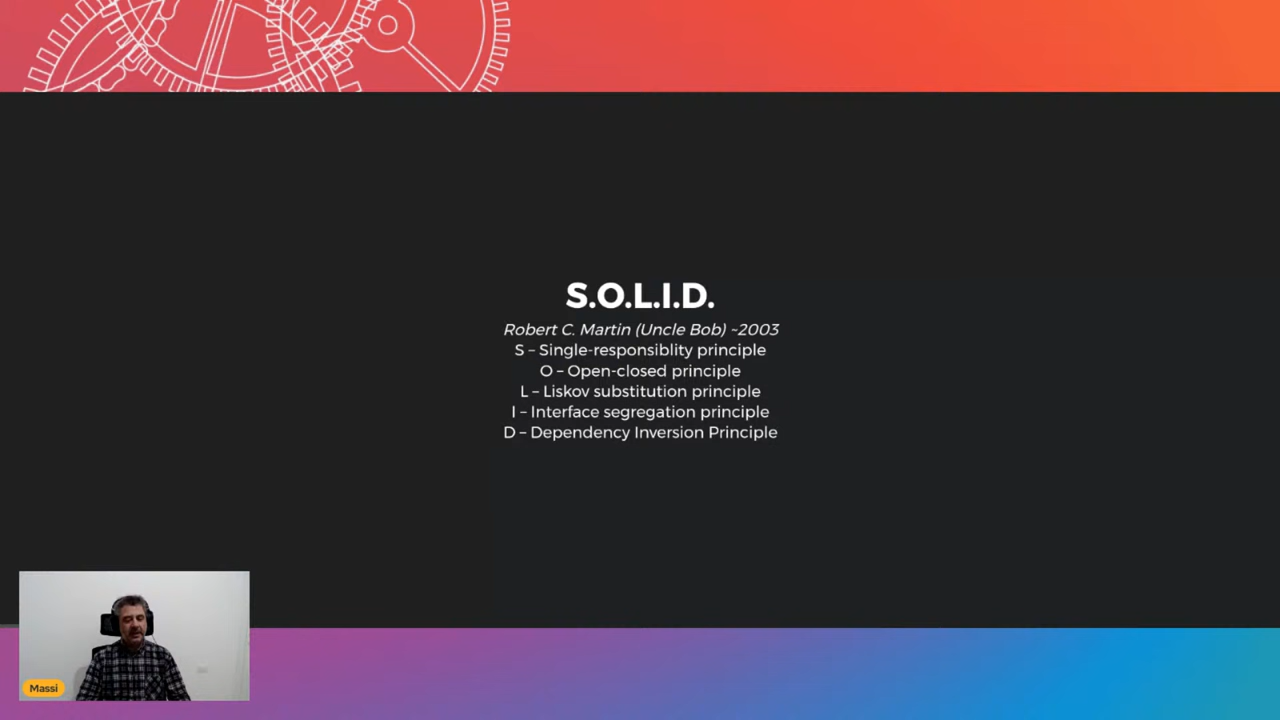 S.O.L.I.D.
Robert C. Martin (Uncle Bob) ~2003
S – Single-responsiblity principle
O – Open-closed principle
L – Liskov substitution principle
I – Interface segregation principle
D – Dependency Inversion Principle
Massi